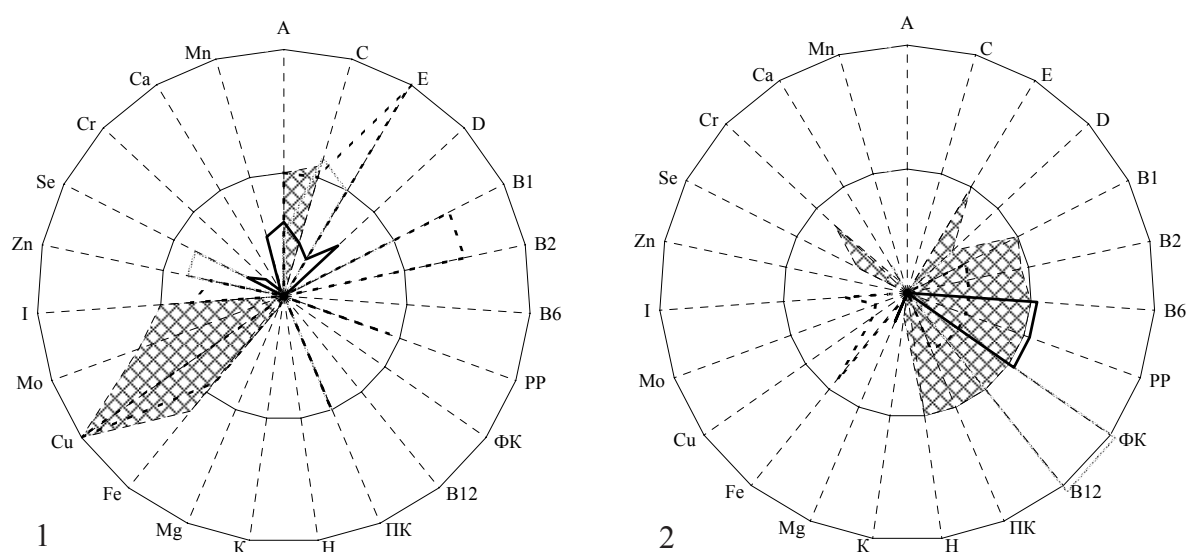 A
C
E
D
B1
B2
B6
PP
ФК
B12
ПК
H
K
Mg
Fe
Cu
Mo
I
Zn
Se
Cr
Ca
Mn
1
A
C
E
D
B1
B2
B6
PP
ФК
B12
ПК
H
K
Mg
Fe
Cu
Mo
I
Zn
Se
Cr
Ca
Mn
2